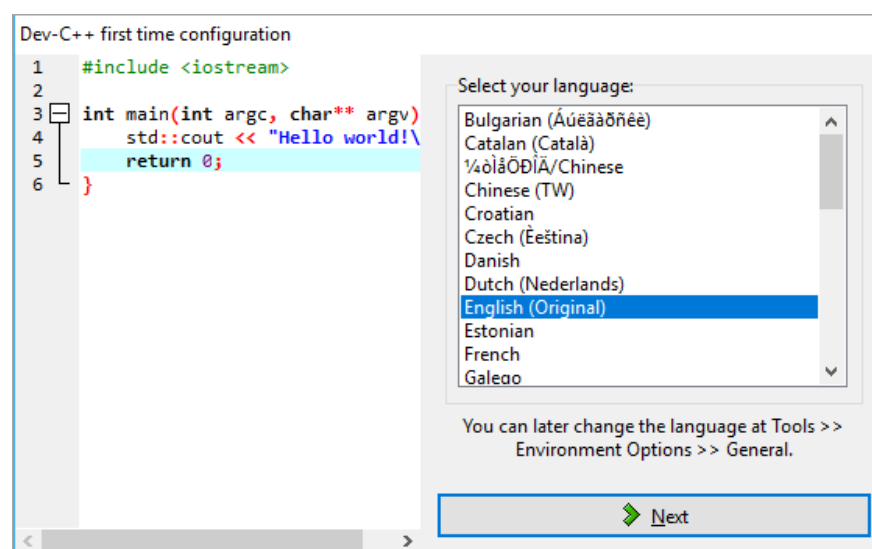 Dev-C++ first time configuration
1 #include <iostream>
2
3 int main(int argc, char** argv)
4 std::cout << "Hello world!\
5 return 0;
6 }
Select your language:
Bulgarian (Áúëãàðñêè)
Catalan (Català)
¼òÌåÖÐÎÄ/Chinese
Chinese (TW)
Croatian
Czech (Èeština)
Danish
Dutch (Nederlands)
English (Original)
Estonian
French
Galego
You can later change the language at Tools >>
Environment Options >> General.
Next